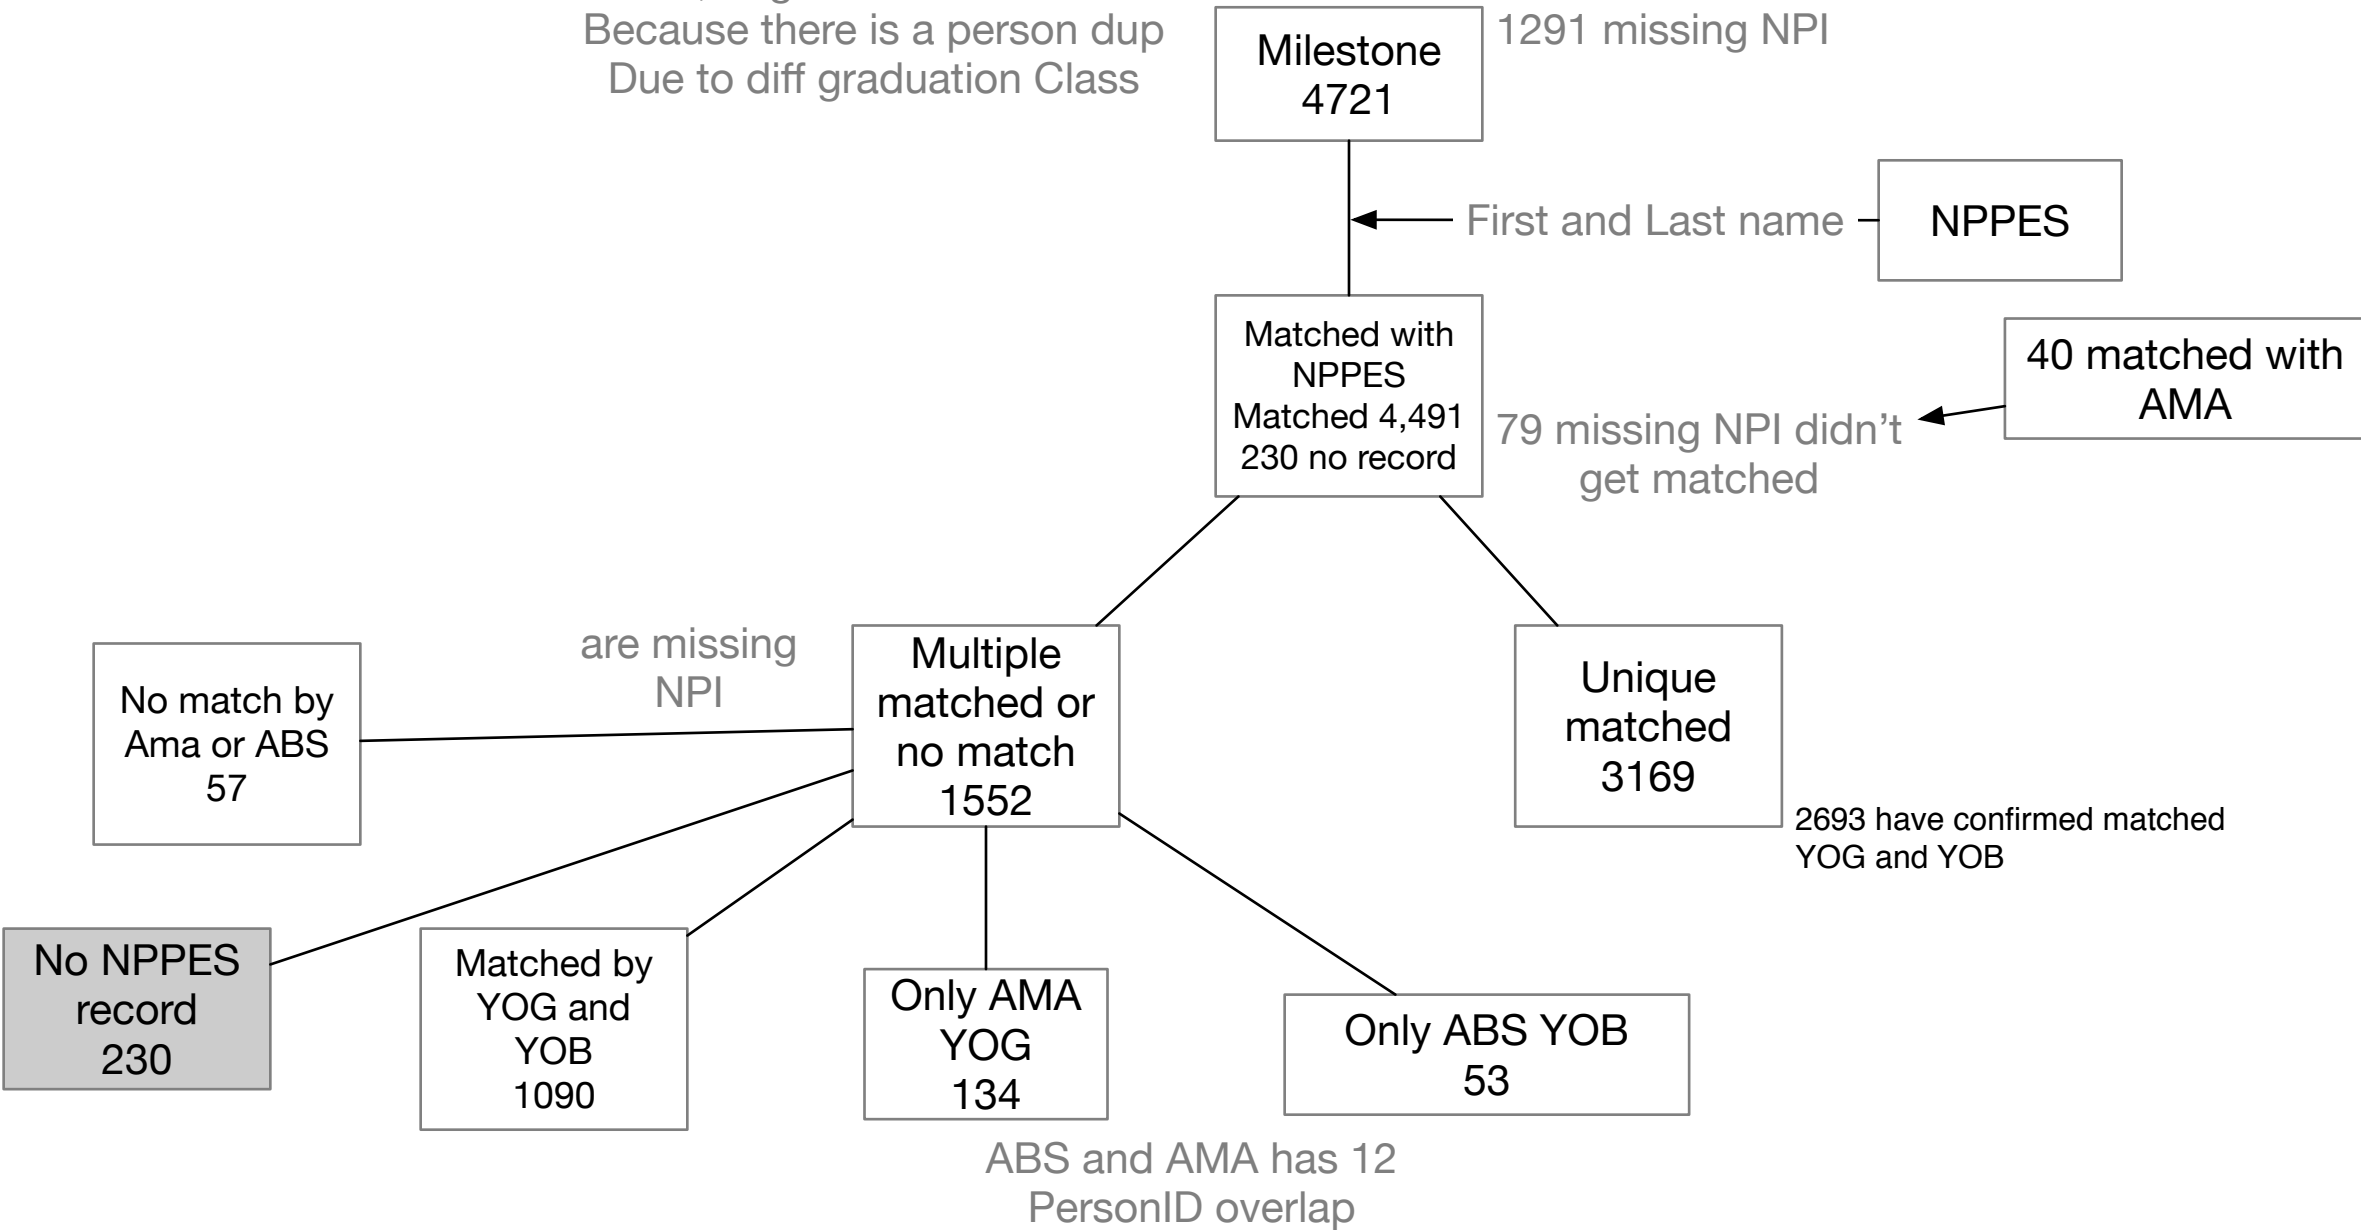 Because there is a person dup
Due to diff graduation Class
Milestone
4721
1291 missing NPI
First and Last name
NPPES
Matched with
NPPES
Matched 4,491
230 no record
79 missing NPI didn't
get matched
40 matched with
AMA
No match by
Ama or ABS
57
are missing
NPI
Multiple
matched or
no match
1552
Unique
matched
3169
2693 have confirmed matched
YOG and YOB
No NPPES
record
230
Matched by
YOG and
YOB
1090
Only AMA
YOG
134
Only ABS YOB
53
ABS and AMA has 12
PersonID overlap